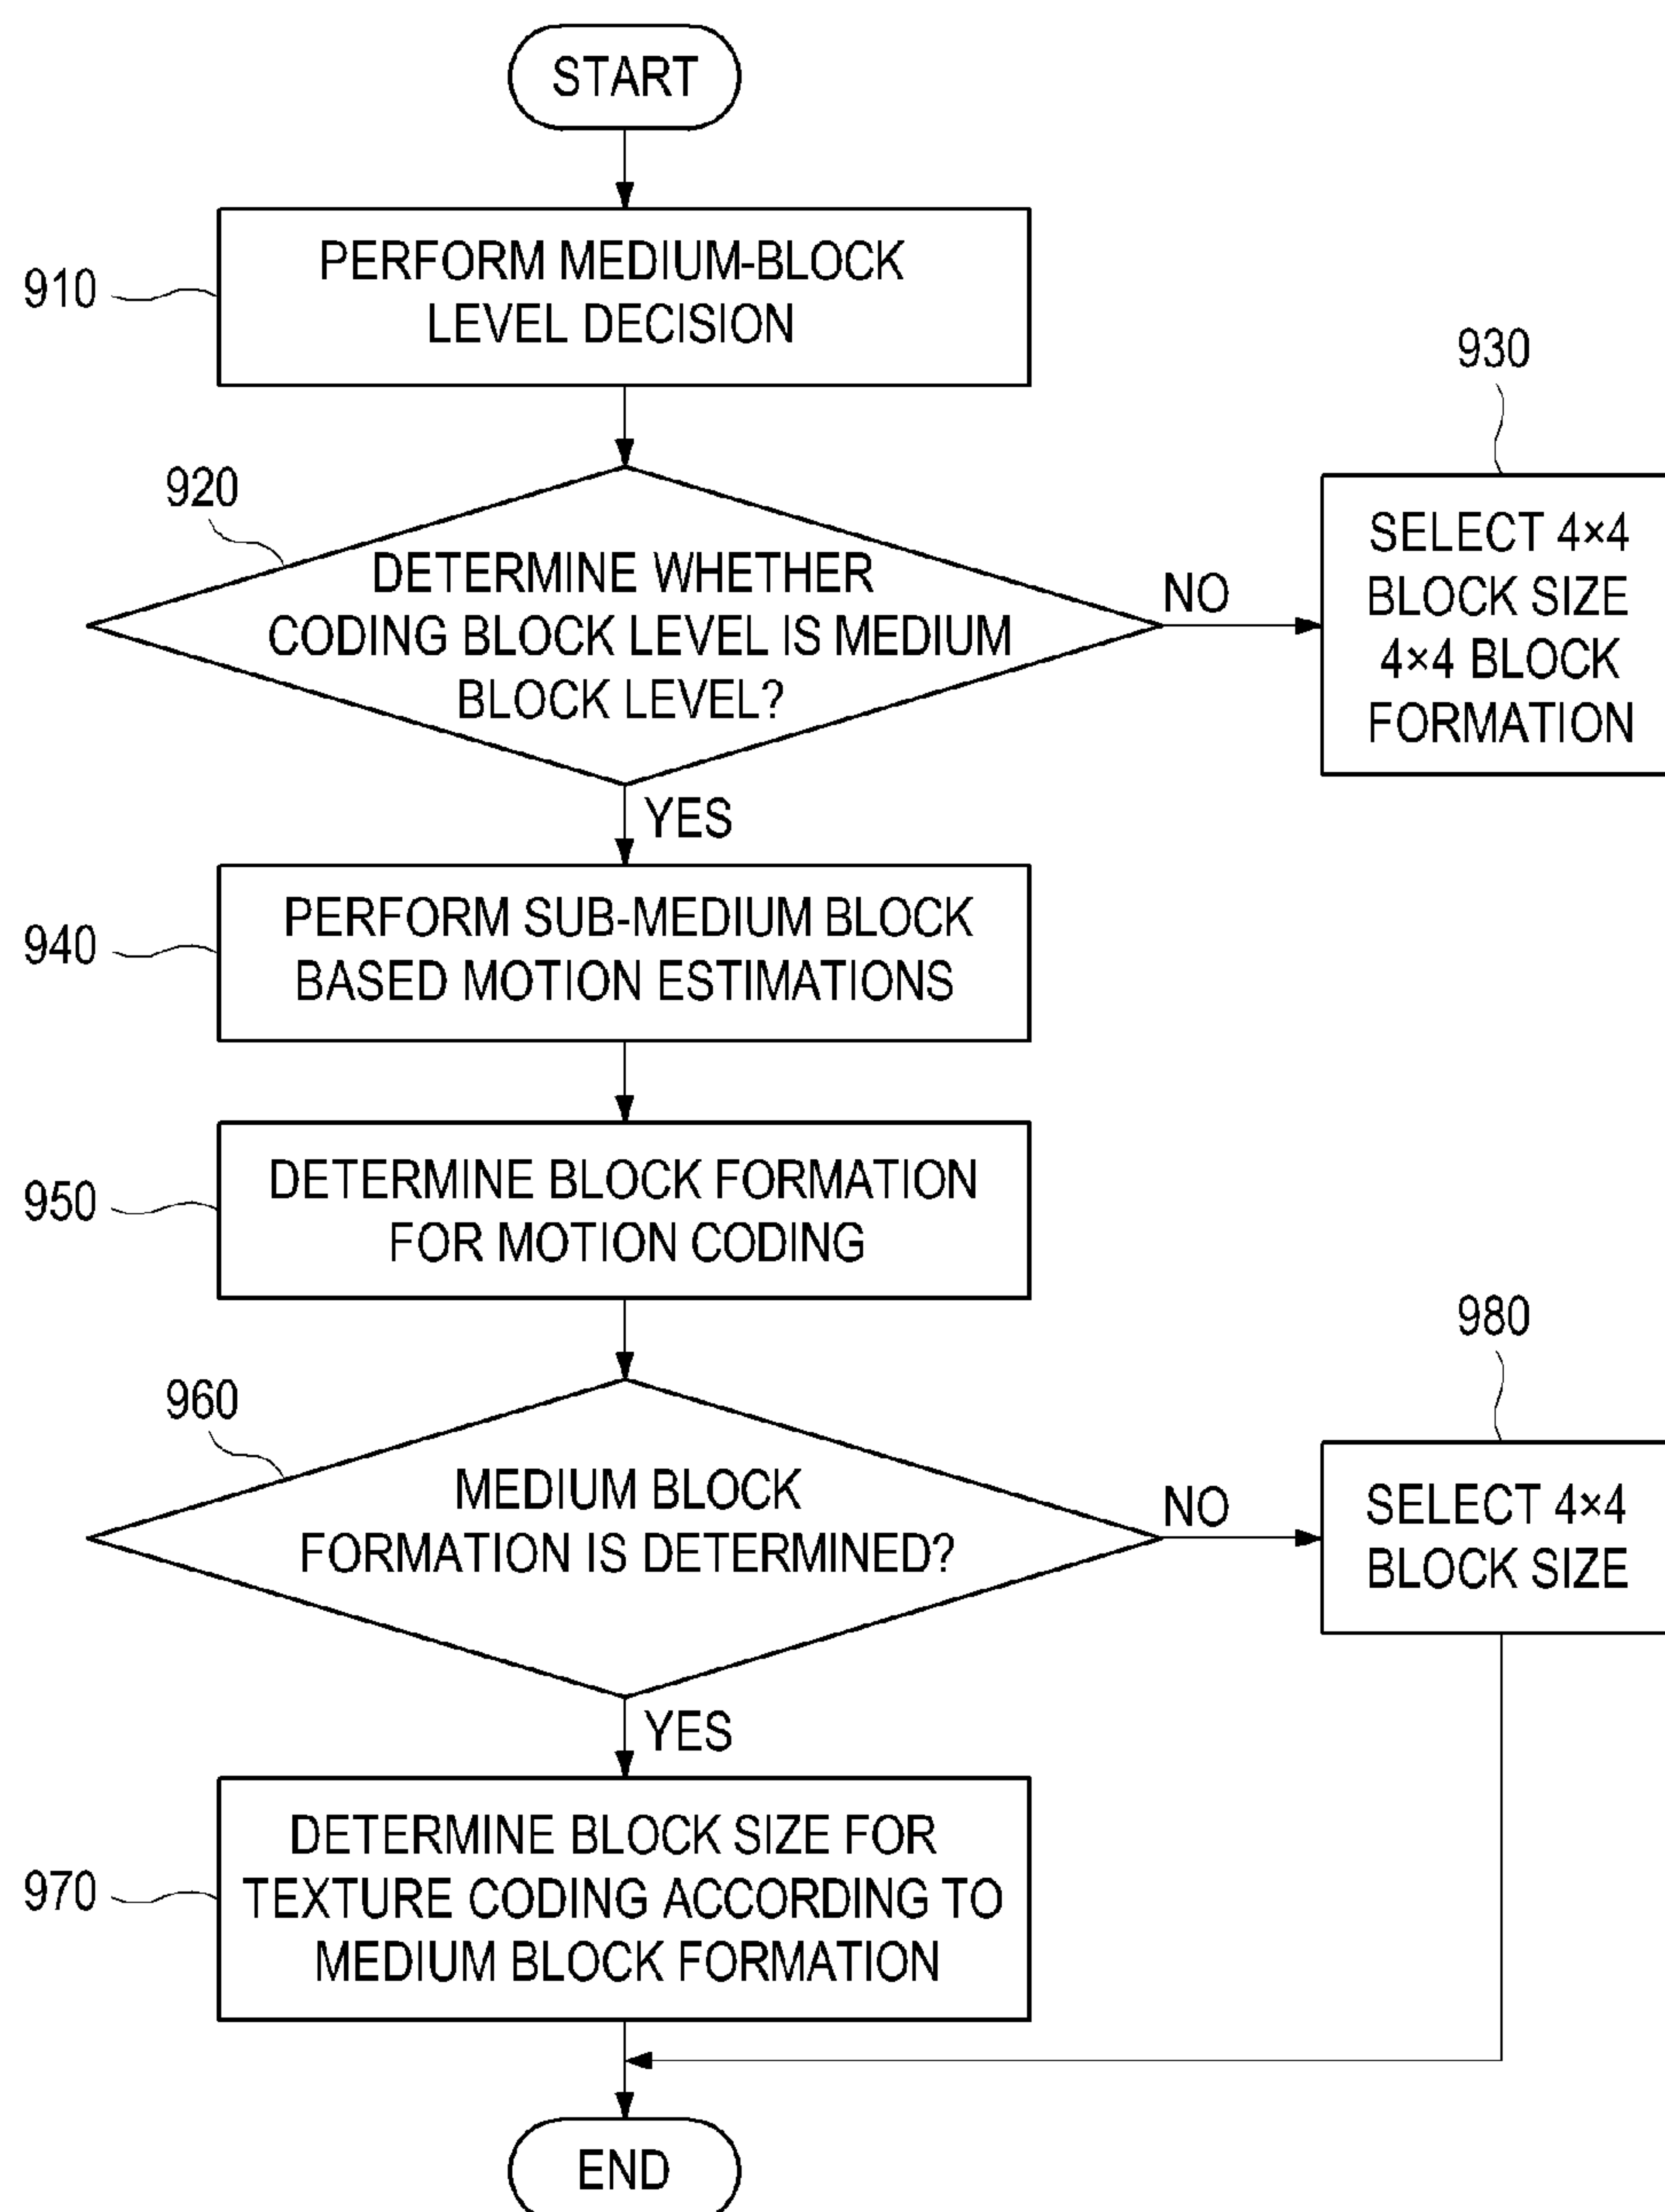 START
910
PERFORM MEDIUM-BLOCK
LEVEL DECISION
920
DETERMINE WHETHER
CODING BLOCK LEVEL IS MEDIUM
BLOCK LEVEL?
NO
930
SELECT 4×4
BLOCK SIZE
4×4 BLOCK
FORMATION
YES
940
PERFORM SUB-MEDIUM BLOCK
BASED MOTION ESTIMATIONS
950
DETERMINE BLOCK FORMATION
FOR MOTION CODING
960
MEDIUM BLOCK
FORMATION IS DETERMINED?
NO
980
SELECT 4×4
BLOCK SIZE
YES
970
DETERMINE BLOCK SIZE FOR
TEXTURE CODING ACCORDING TO
MEDIUM BLOCK FORMATION
END